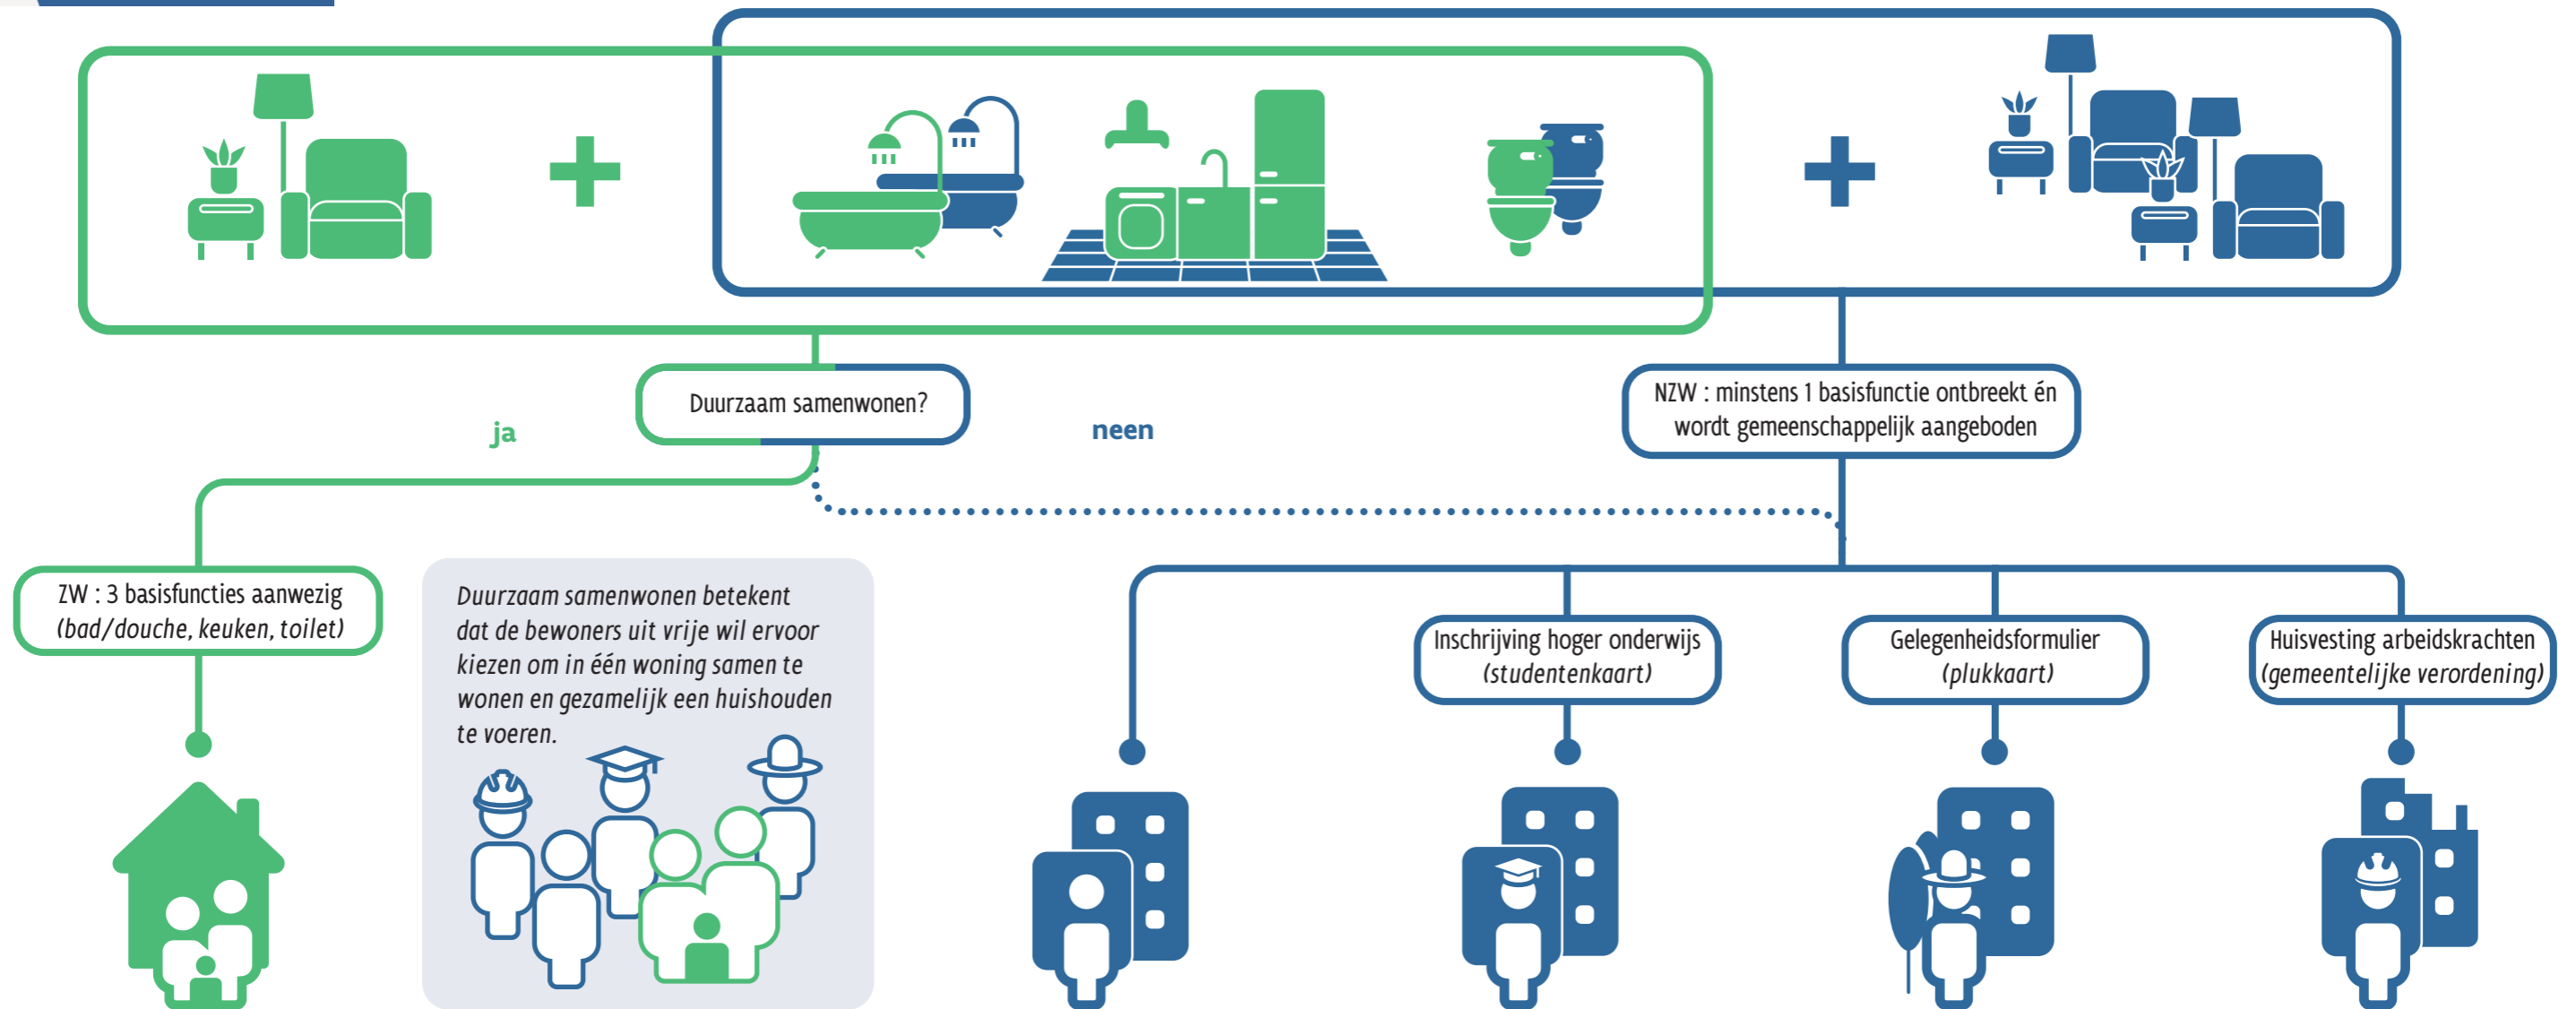 Duurzaam samenwonen?
ja
neen
NZW : minstens 1 basisfunctie ontbreekt én
wordt gemeenschappelijk aangeboden
ZW : 3 basisfuncties aanwezig
(bad/douche, keuken, toilet)
Duurzaam samenwonen betekent
dat de bewoners uit vrije wil ervoor
kiezen om in één woning samen te
wonen en gezamelijk een huishouden
te voeren.
Inschrijving hoger onderwijs
(studentenkaart)
Gelegenheidsformulier
(plukkaart)
Huisvesting arbeidskrachten
(gemeentelijke verordening)